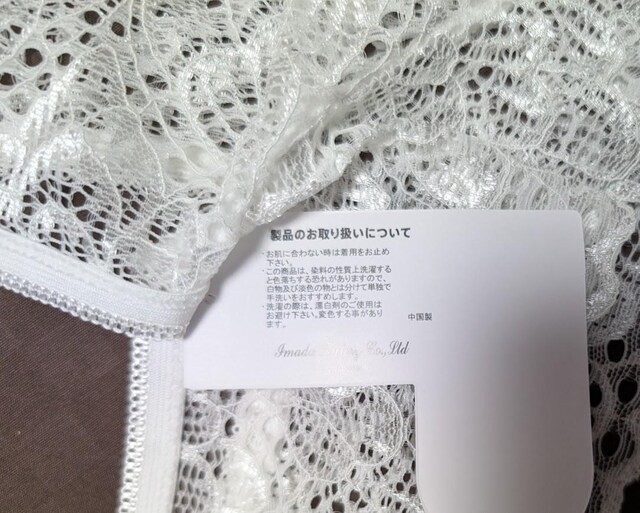 製品のお取り扱いについて
・お肌に合わない時は着用をお止め
下さい。
・この商品は、染料の性質上洗濯する
と色落ちする恐れがありますので、
白物及び淡色の物とは分けて単独で
手洗いをおすすめします。
・洗濯の際は、漂白剤のご使用は
お避け下さい。変色する事があり
ます。
中国製
Imado Co,.Ltd